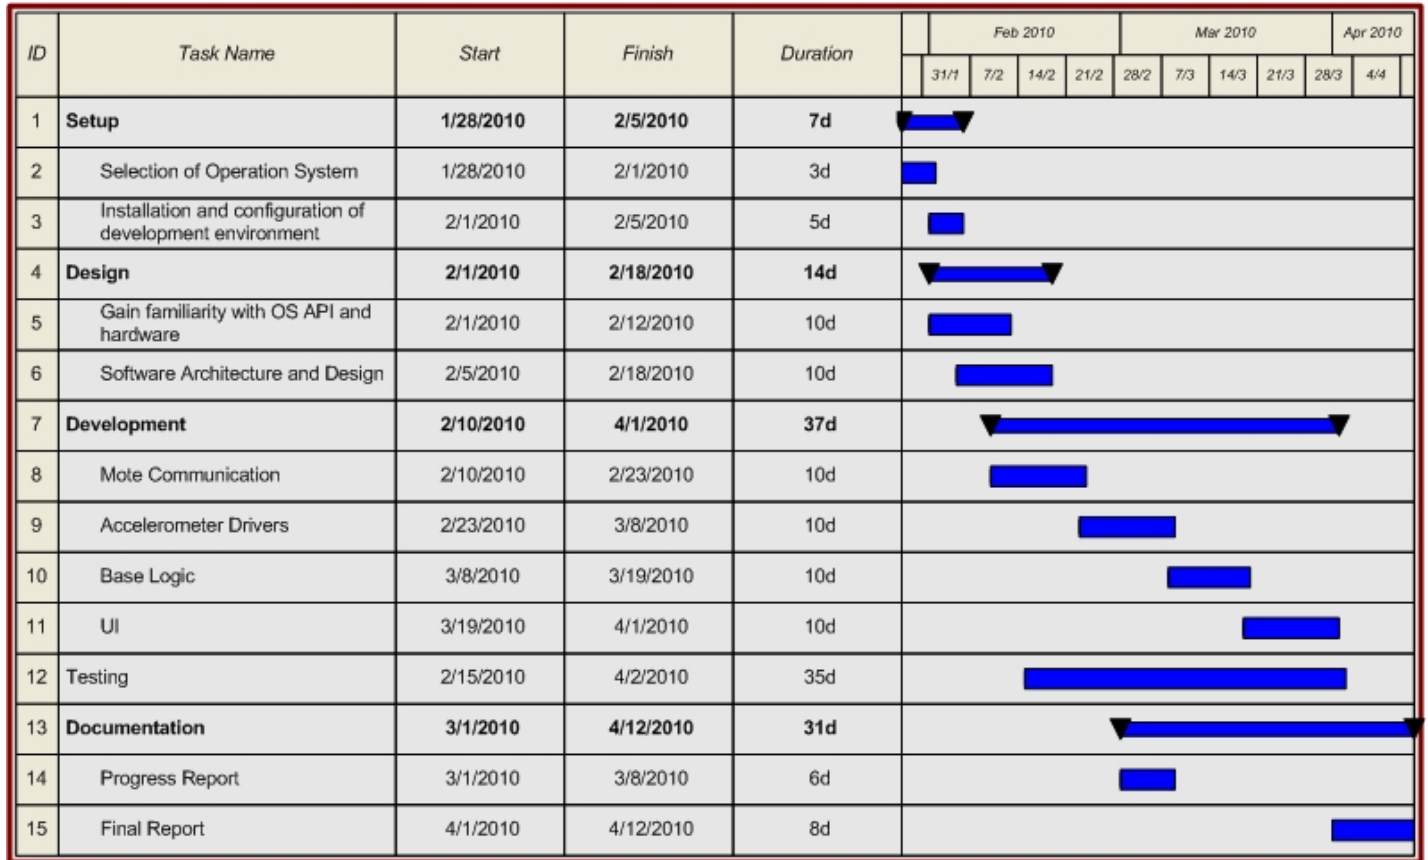 ID Task Name Start Finish Duration Feb 2010 Mar 2010 Apr 2010
31/1 7/2 14/2 21/2 28/2 7/3 14/3 21/3 28/3 4/4
1 Setup 1/28/2010 2/5/2010 7d
2 Selection of Operation System 1/28/2010 2/1/2010 3d
3 Installation and configuration of
development environment 2/1/2010 2/5/2010 5d
4 Design 2/1/2010 2/18/2010 14d
5 Gain familiarity with OS API and
hardware 2/1/2010 2/12/2010 10d
6 Software Architecture and Design 2/5/2010 2/18/2010 10d
7 Development 2/10/2010 4/1/2010 37d
8 Mote Communication 2/10/2010 2/23/2010 10d
9 Accelerometer Drivers 2/23/2010 3/8/2010 10d
10 Base Logic 3/8/2010 3/19/2010 10d
11 UI 3/19/2010 4/1/2010 10d
12 Testing 2/15/2010 4/2/2010 35d
13 Documentation 3/1/2010 4/12/2010 31d
14 Progress Report 3/1/2010 3/8/2010 6d
15 Final Report 4/1/2010 4/12/2010 8d